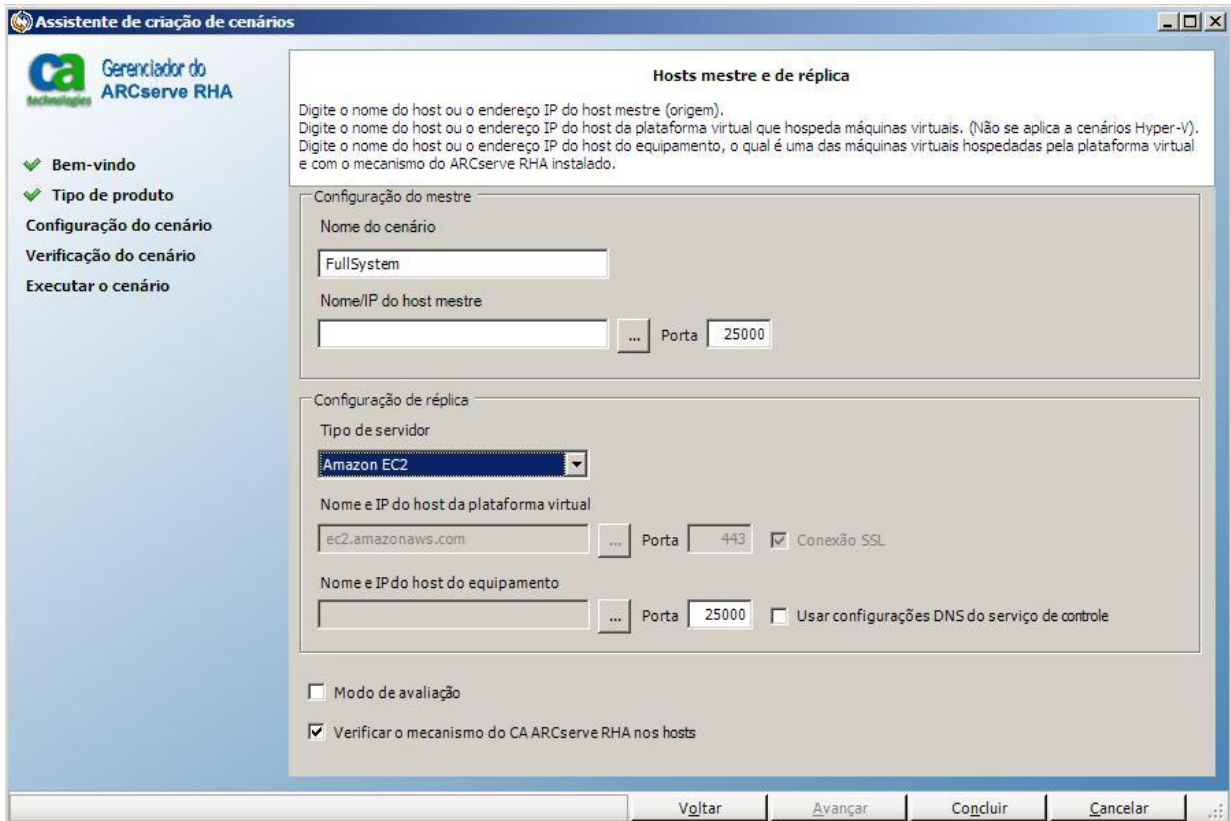 Assistente de criação de cenários
ca
technologies
Gerenciador do
ARCserve RHA
Bem-vindo
Tipo de produto
Configuração do cenário
Verificação do cenário
Executar o cenário
Hosts mestre e de réplica
Digite o nome do host ou o endereço IP do host mestre (origem).
Digite o nome do host ou o endereço IP do host da plataforma virtual que hospeda máquinas virtuais. (Não se aplica a cenários Hyper-V).
Digite o nome do host ou o endereço IP do host do equipamento, o qual é uma das máquinas virtuais hospedadas pela plataforma virtual
e com o mecanismo do ARCserve RHA instalado.
Configuração do mestre
Nome do cenário
FullSystem
Nome/IP do host mestre
... Porta 25000
Configuração de réplica
Tipo de servidor
Amazon EC2
Nome e IP do host da plataforma virtual
ec2.amazonaws.com ... Porta 443 Conexão SSL
Nome e IP do host do equipamento
... Porta 25000 Usar configurações DNS do serviço de controle
Modo de avaliação
Verificar o mecanismo do CA ARCserve RHA nos hosts
Voltar Avançar Concluir Cancelar